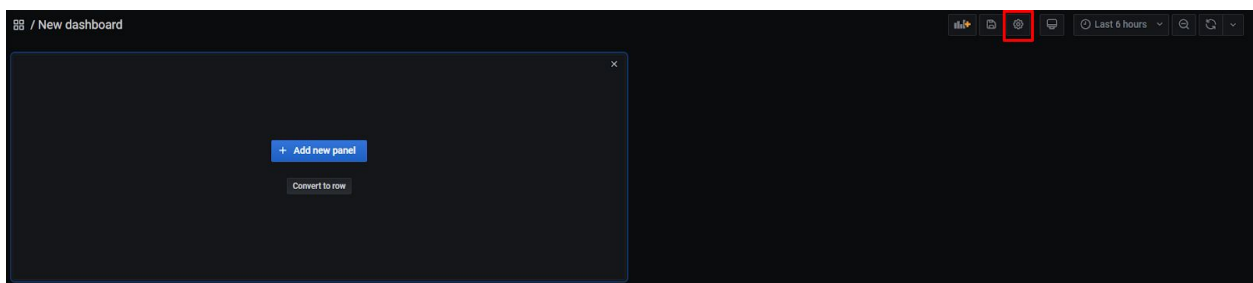 / New dashboard
Last 6 hours
+ Add new panel
Convert to row